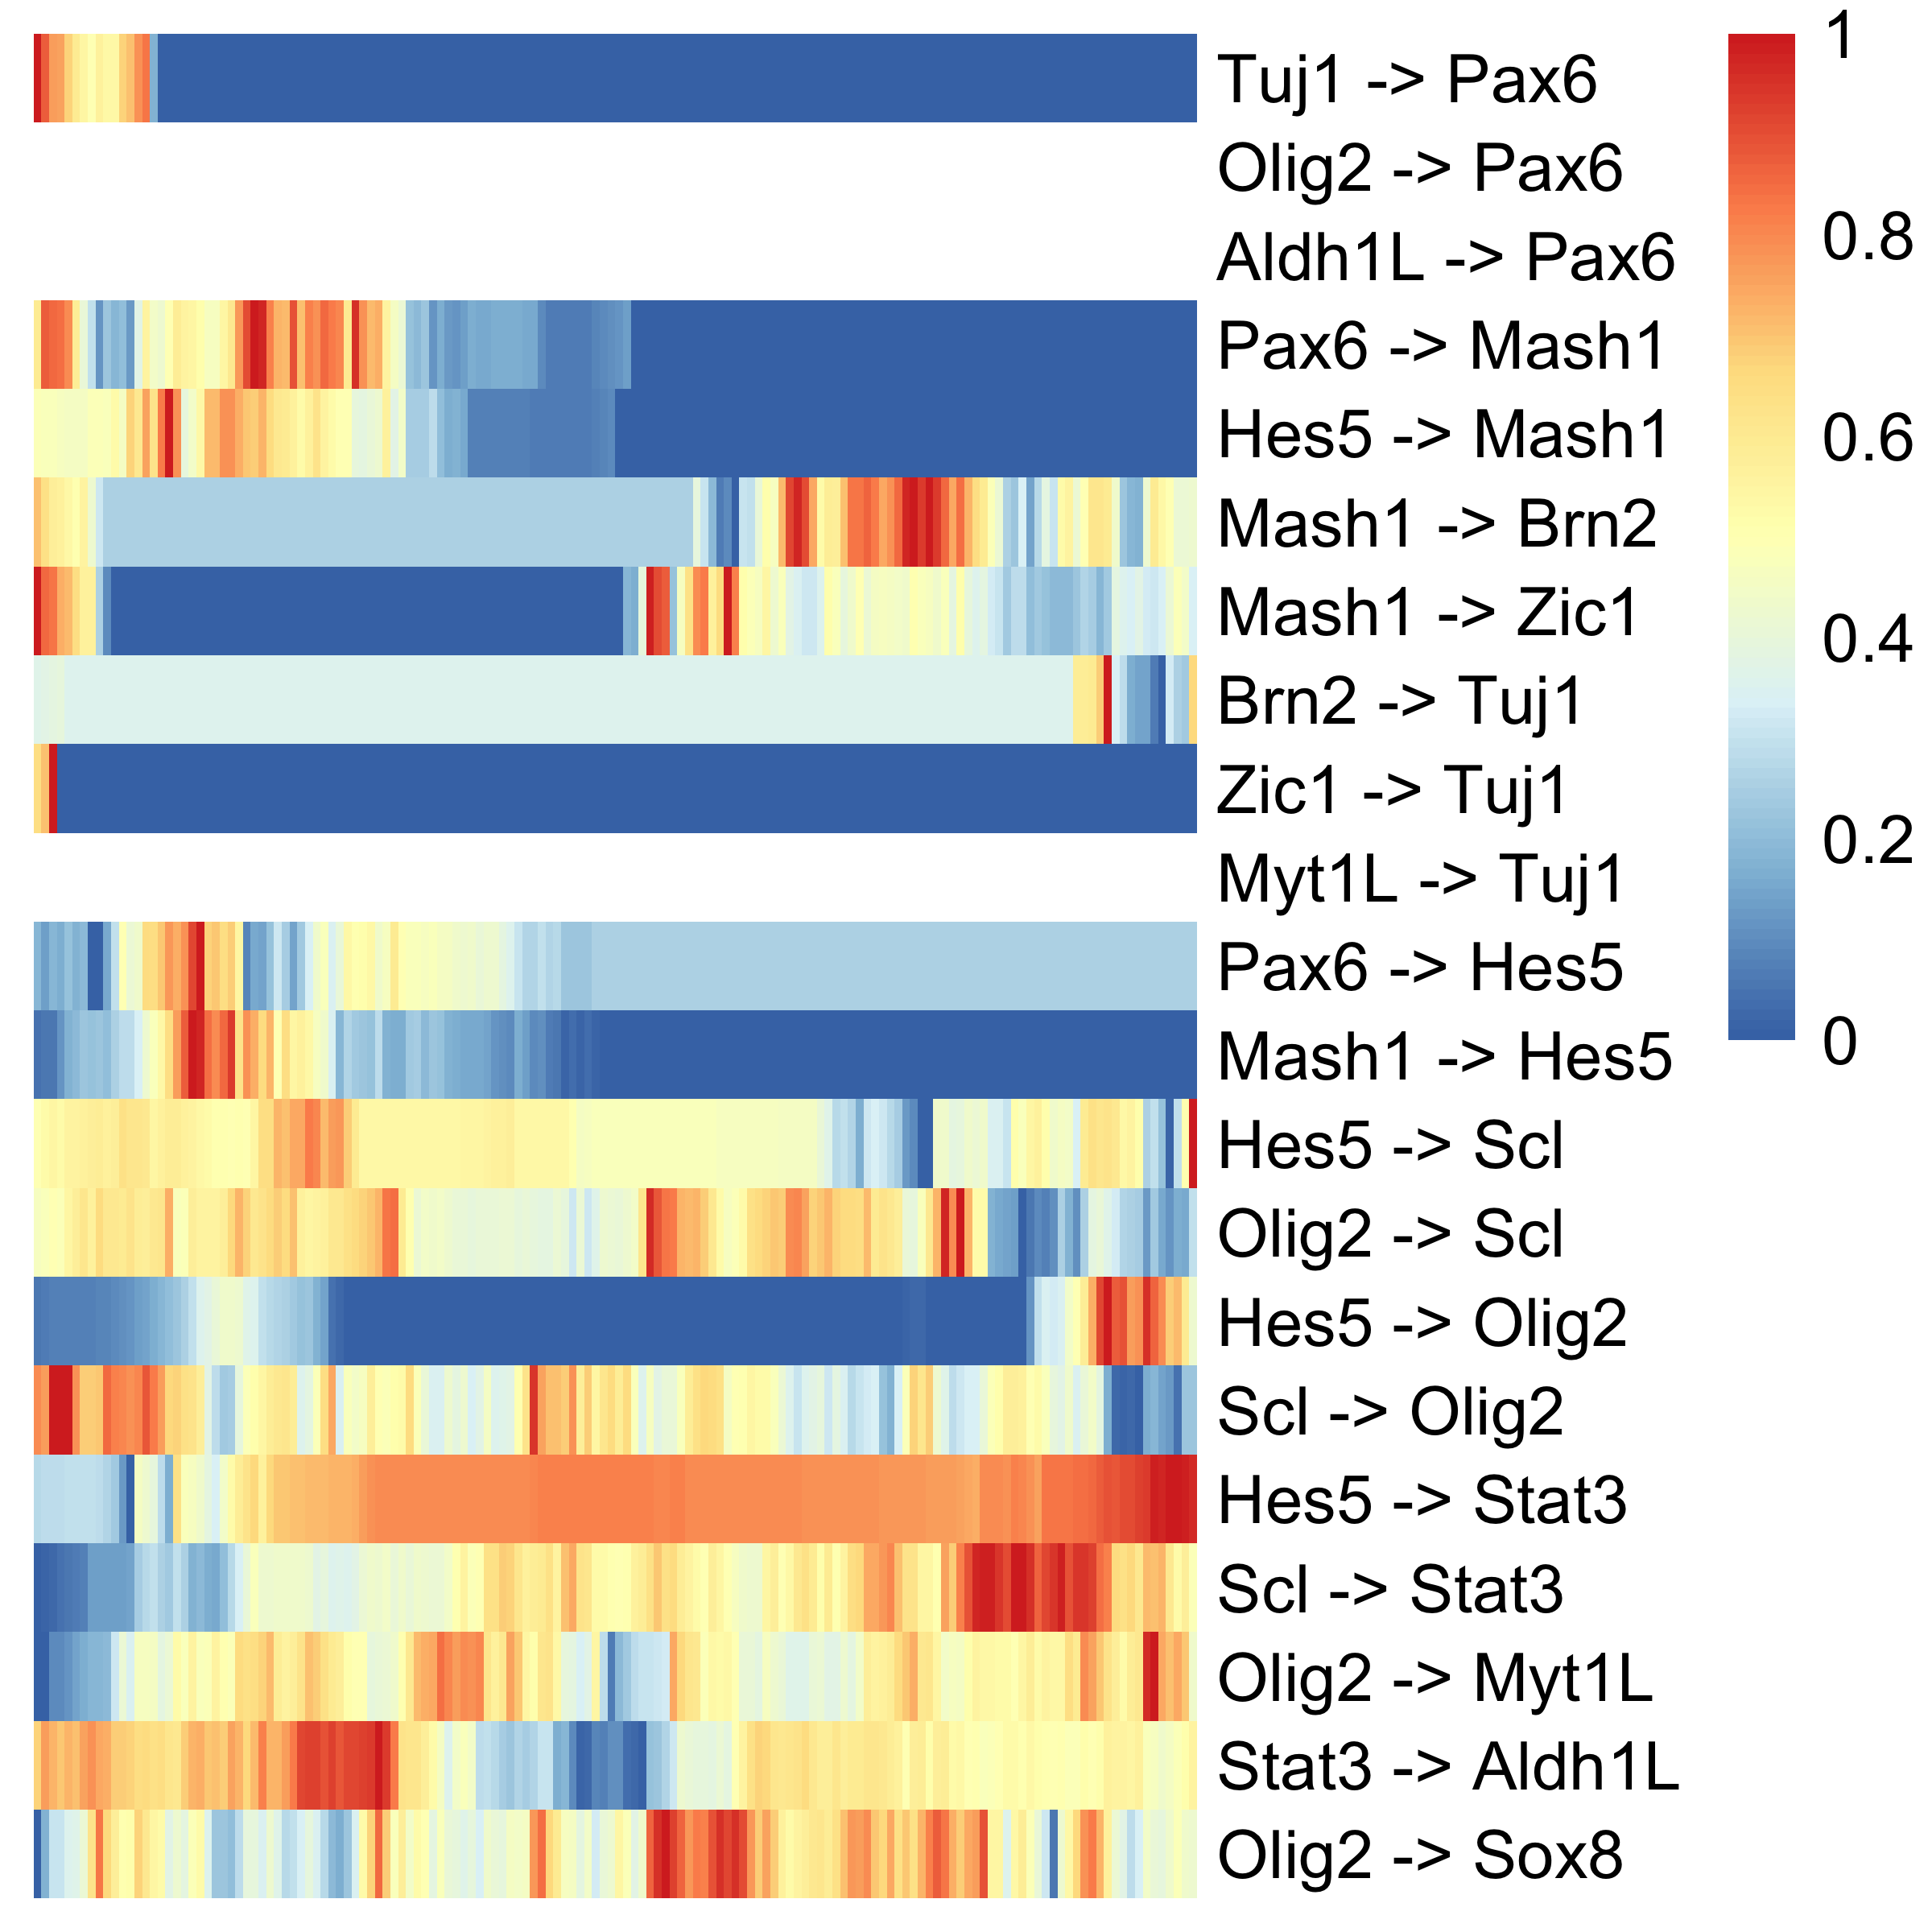 Tuj1 -> Pax6
Olig2 -> Pax6
Aldh1L -> Pax6
Pax6 -> Mash1
Hes5 -> Mash1
Mash1 -> Brn2
Mash1 -> Zic1
Brn2 -> Tuj1
Zic1 -> Tuj1
Myt1L -> Tuj1
Pax6 -> Hes5
Mash1 -> Hes5
Hes5 -> Scl
Olig2 -> Scl
Hes5 -> Olig2
Scl -> Olig2
Hes5 -> Stat3
Scl -> Stat3
Olig2 -> Myt1L
Stat3 -> Aldh1L
Olig2 -> Sox8
1
0.8
0.6
0.4
0.2
0